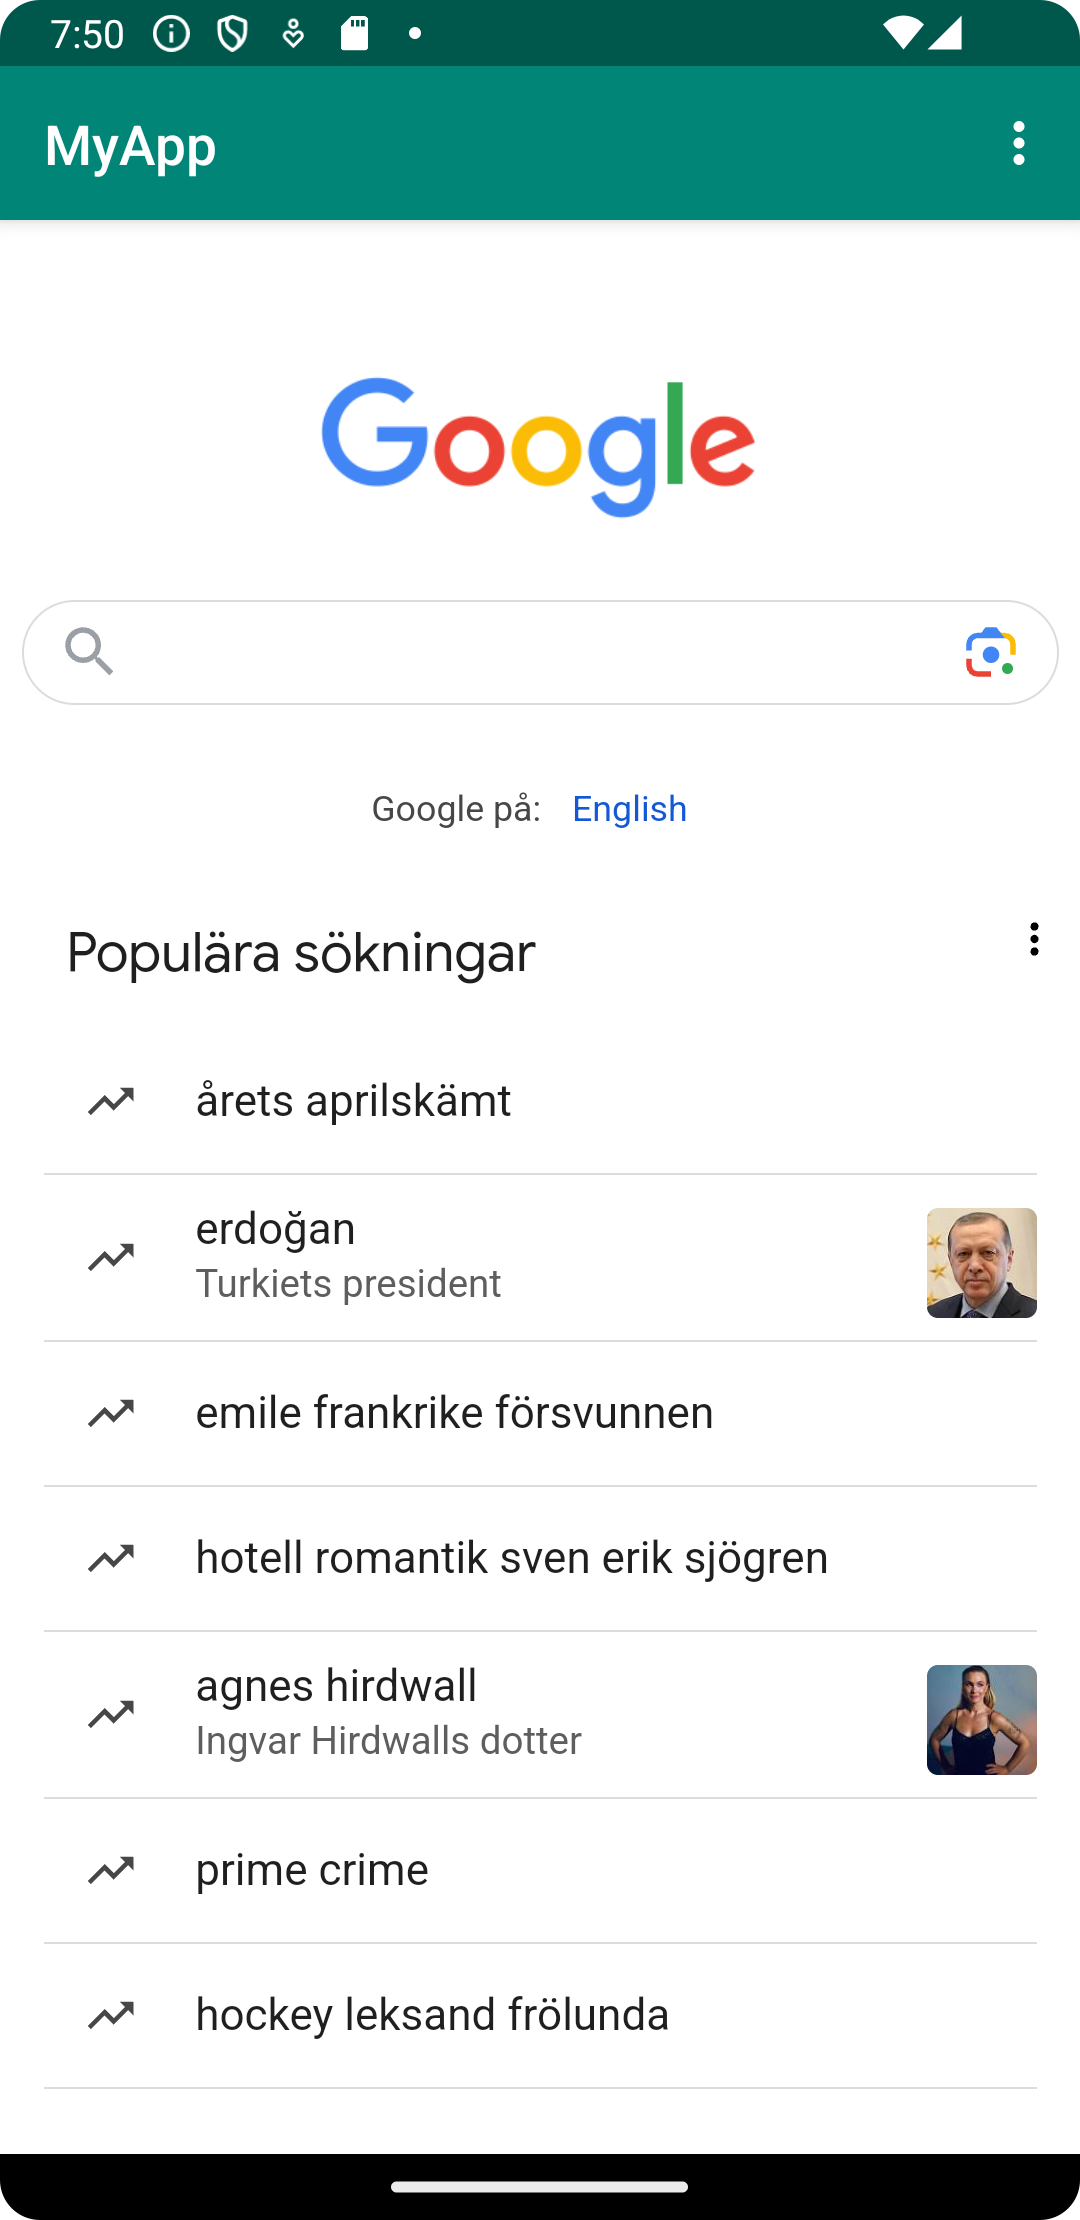 7:50
MyApp
Google
Google på: English
Populära sökningar
årets aprilskämt
erdoğan
Turkiets president
emile frankrike försvunnen
hotell romantik sven erik sjögren
agnes hirdwall
Ingvar Hirdwalls dotter
prime crime
hockey leksand frölunda